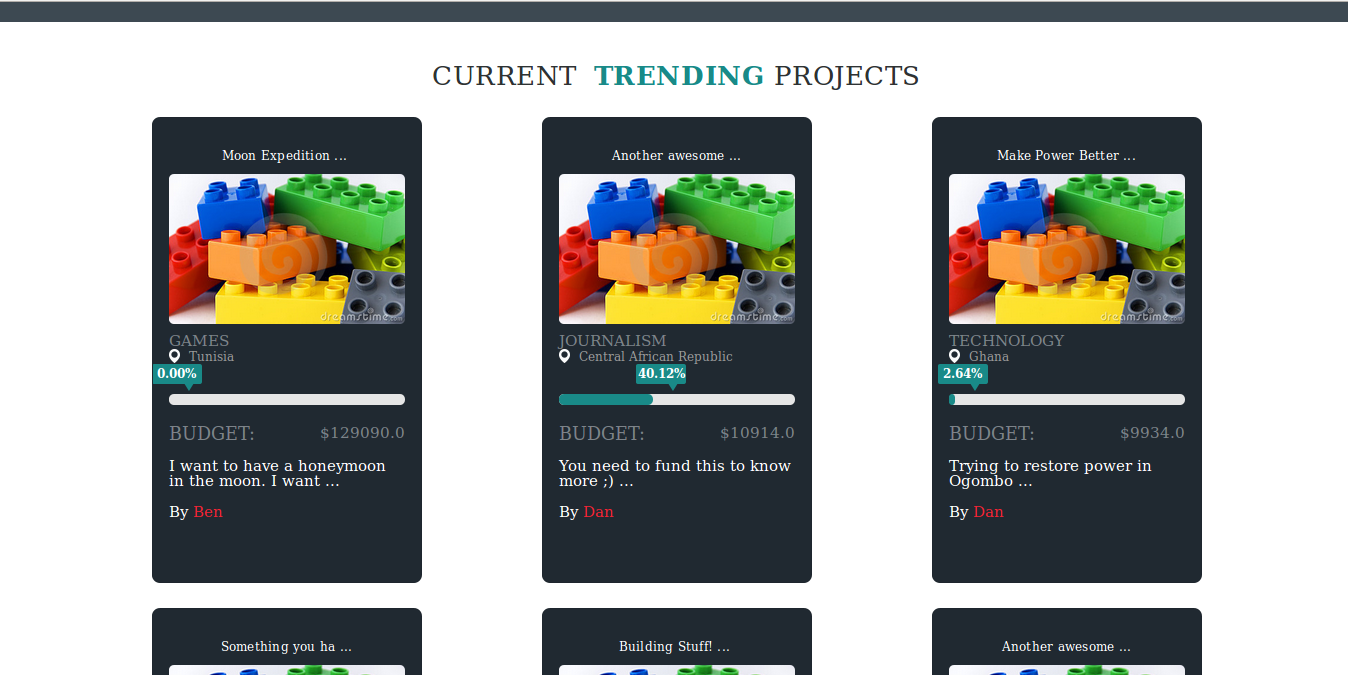 CURRENT TRENDING PROJECTS
Moon Expedition ...
dreamstime.com
GAMES
Tunisia
0.00%
BUDGET: $129090.0
I want to have a honeymoon
in the moon. I want ...
By Ben
Another awesome ...
dreamstime.com
JOURNALISM
Central African Republic
40.12%
BUDGET: $10914.0
You need to fund this to know
more ;) ...
By Dan
Make Power Better ...
dreamstime.com
TECHNOLOGY
Ghana
2.64%
BUDGET: $9934.0
Trying to restore power in
Ogombo ...
By Dan
Something you ha ...
Building Stuff! ...
Another awesome ...